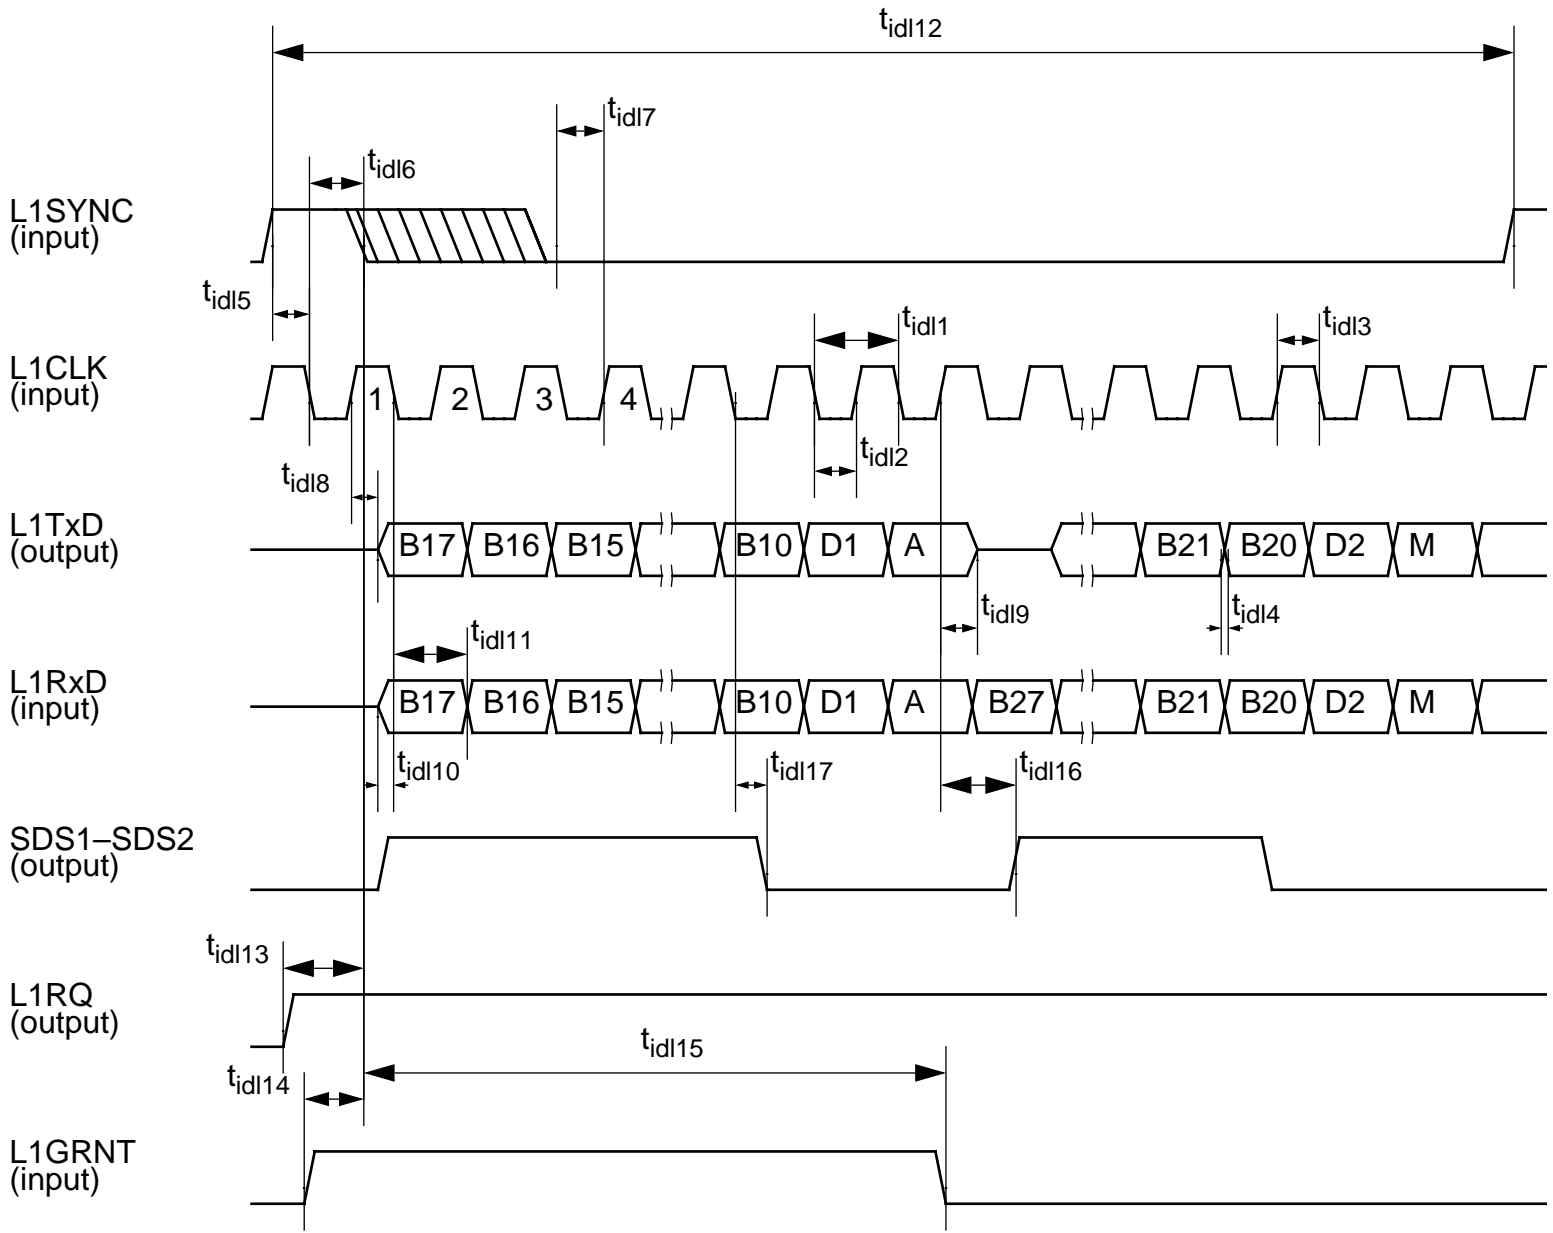 tidl12
tidl7
tidl6
L1SYNC
(input)
tidl5
tidl1
tidl3
L1CLK
(input)
1 2 3 4
tidl2
tidl8
L1TxD
(output)
B17 B16 B15 B10 D1 A B21 B20 D2 M
tidl9 tidl4
tidl11
L1RxD
(input)
B17 B16 B15 B10 D1 A B27 B21 B20 D2 M
tidl10 tidl17 tidl16
SDS1–SDS2
(output)
tidl13
L1RQ
(output)
tidl15
tidl14
L1GRNT
(input)